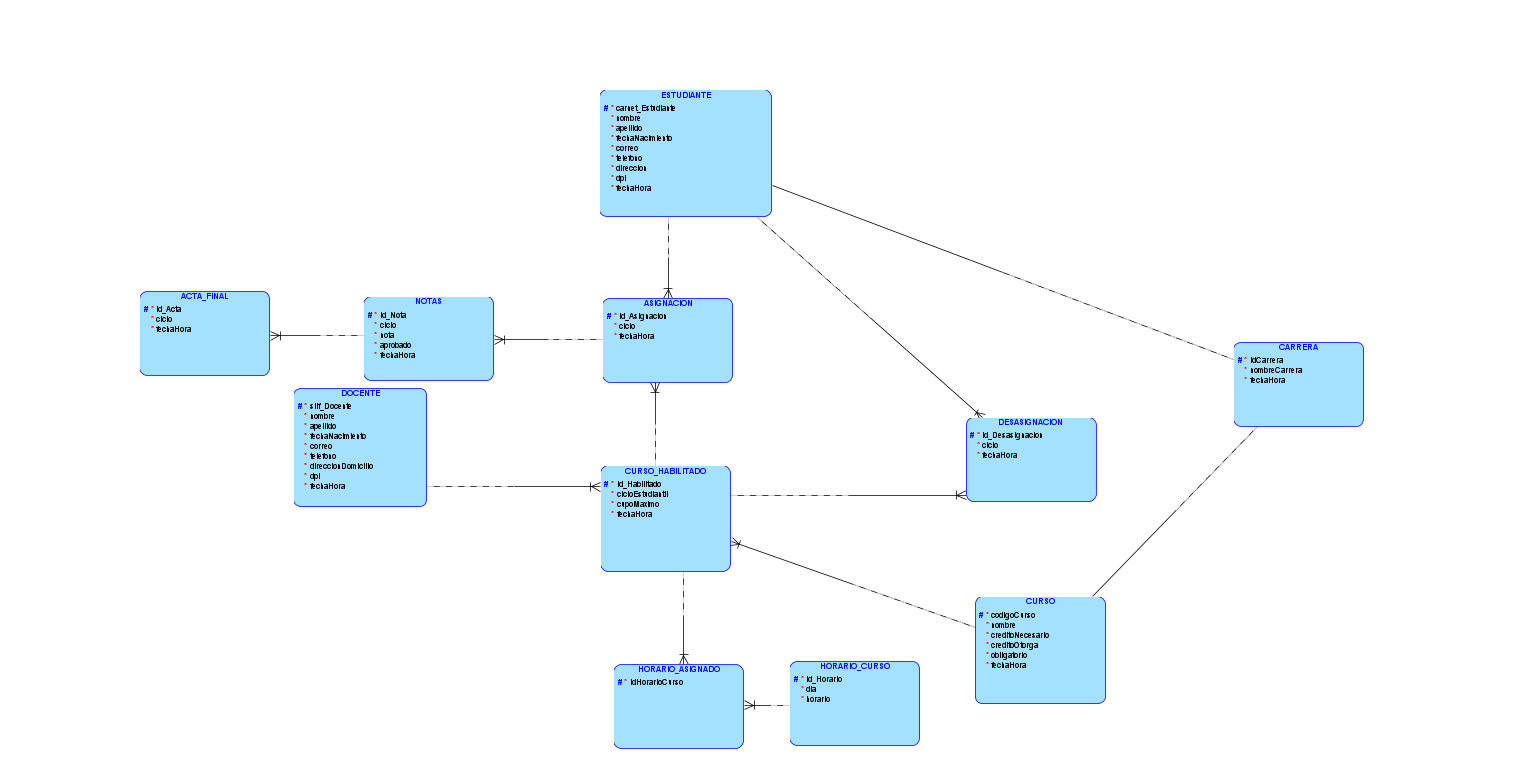 ESTUDIANTE
# * carnet_Estudiante
* nombre
* apellido
* fechaNacimiento
* correo
* telefono
* direccion
* dpi
* fechaHora
ACTA_FINAL
# * id_Acta
* ciclo
* fechaHora
NOTAS
# * id_Nota
* ciclo
* nota
* aprobado
* fechaHora
ASIGNACION
# * id_Asignacion
* ciclo
* fechaHora
CARRERA
# * idCarrera
* nombreCarrera
* fechaHora
DOCENTE
# * siif_Docente
* nombre
* apellido
* fechaNacimiento
* correo
* telefono
* direccionDomicilio
* dpi
* fechaHora
DESASIGNACION
# * id_Desasignacion
* ciclo
* fechaHora
CURSO_HABILITADO
# * id_Habilitado
* cicloEstudiantil
* cupoMaximo
* fechaHora
CURSO
# * codigoCurso
* nombre
* creditoNecesario
* creditoOtorga
* obligatorio
* fechaHora
HORARIO_ASIGNADO
# * idHorarioCurso
HORARIO_CURSO
# * id_Horario
* dia
* horario